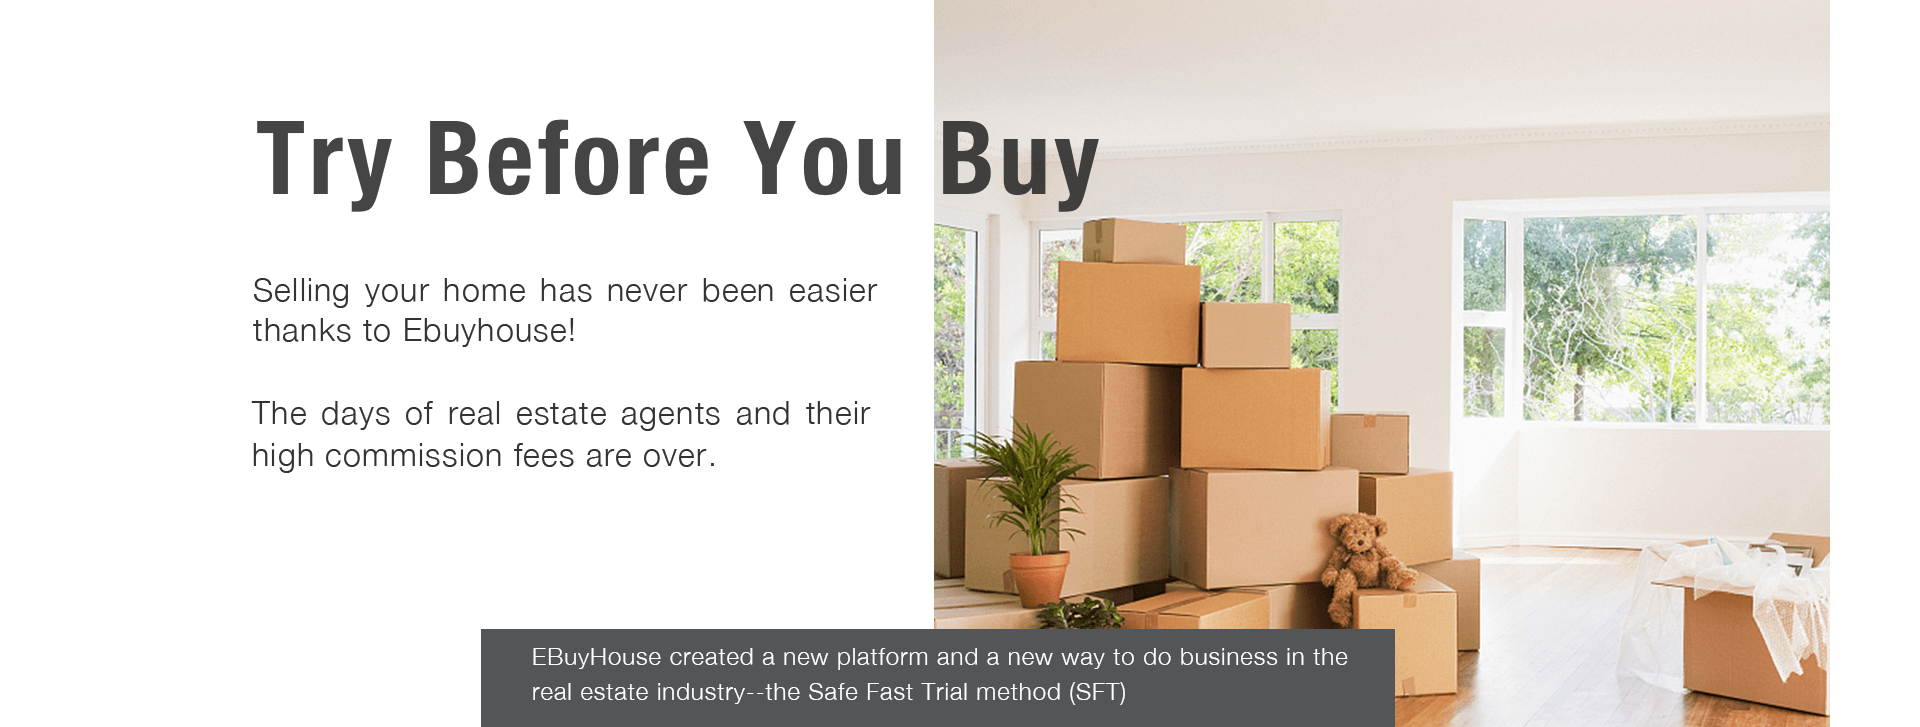 Try Before You Buy
Selling your home has never been easier
thanks to Ebuyhouse!
The days of real estate agents and their
high commission fees are over.
EBuyHouse created a new platform and a new way to do business in the
real estate industry--the Safe Fast Trial method (SFT)